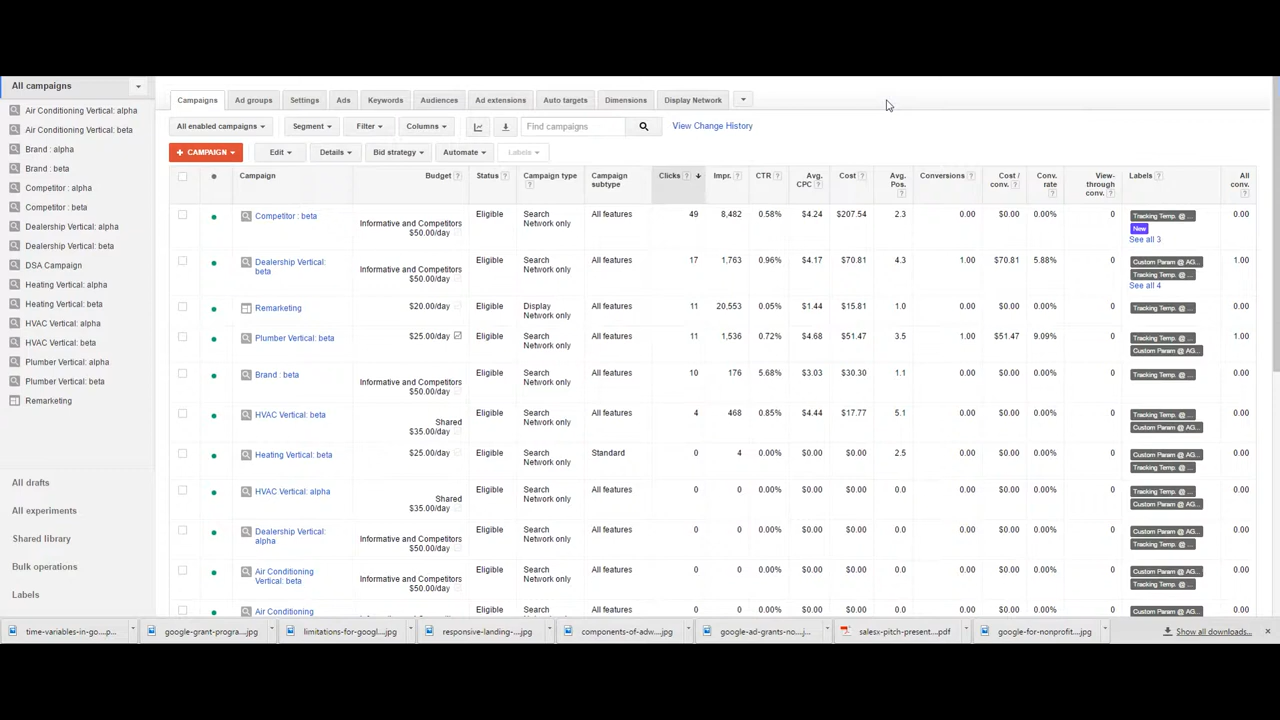 All campaigns
Air Conditioning Vertical: alpha
Air Conditioning Vertical: beta
Brand : alpha
Brand : beta
Competitor : alpha
Competitor : beta
Dealership Vertical: alpha
Dealership Vertical: beta
DSA Campaign
Heating Vertical: alpha
Heating Vertical: beta
HVAC Vertical: alpha
HVAC Vertical: beta
Plumber Vertical: alpha
Plumber Vertical: beta
Remarketing
All drafts
All experiments
Shared library
Bulk operations
Labels
Campaigns Ad groups Settings Ads Keywords Audiences Ad extensions Auto targets Dimensions Display Network
All enabled campaigns Segment Filter Columns Find campaigns View Change History
+ CAMPAIGN Edit Details Bid strategy Automate Labels
Campaign Budget ? Status ? Campaign type ? Campaign subtype Clicks ? Impr. ? CTR ? Avg. CPC ? Cost ? Avg. Pos. ? Conversions ? Cost / conv. ? Conv. rate ? View-through conv. ? Labels ? All conv. ?
Competitor : beta Informative and Competitors $50.00/day Eligible Search Network only All features 49 8,482 0.58% $4.24 $207.54 2.3 0.00 $0.00 0.00% 0 Tracking Temp. @ ... New See all 3 0.00
Dealership Vertical: beta Informative and Competitors $50.00/day Eligible Search Network only All features 17 1,763 0.96% $4.17 $70.81 4.3 1.00 $70.81 5.88% 0 Custom Param @ AG... Tracking Temp. @ ... See all 4 1.00
Remarketing $20.00/day Eligible Display Network only All features 11 20,553 0.05% $1.44 $15.81 1.0 0.00 $0.00 0.00% 0 Tracking Temp. @ ... 0.00
Plumber Vertical: beta $25.00/day Eligible Search Network only All features 11 1,536 0.72% $4.68 $51.47 3.5 1.00 $51.47 9.09% 0 Tracking Temp. @ ... Custom Param @ AG... 1.00
Brand : beta Informative and Competitors $50.00/day Eligible Search Network only All features 10 176 5.68% $3.03 $30.30 1.1 0.00 $0.00 0.00% 0 Tracking Temp. @ ... 0.00
HVAC Vertical: beta Shared $35.00/day Eligible Search Network only All features 4 468 0.85% $4.44 $17.77 5.1 0.00 $0.00 0.00% 0 Tracking Temp. @ ... Custom Param @ AG... 0.00
Heating Vertical: beta $25.00/day Eligible Search Network only Standard 0 4 0.00% $0.00 $0.00 2.5 0.00 $0.00 0.00% 0 Custom Param @ AG... Tracking Temp. @ ... 0.00
HVAC Vertical: alpha Shared $35.00/day Eligible Search Network only All features 0 0 0.00% $0.00 $0.00 0.0 0.00 $0.00 0.00% 0 Tracking Temp. @ ... Custom Param @ AG... 0.00
Dealership Vertical: alpha Informative and Competitors $50.00/day Eligible Search Network only All features 0 0 0.00% $0.00 $0.00 0.0 0.00 $0.00 0.00% 0 Custom Param @ AG... Tracking Temp. @ ... 0.00
Air Conditioning Vertical: beta Informative and Competitors $50.00/day Eligible Search Network only All features 0 0 0.00% $0.00 $0.00 0.0 0.00 $0.00 0.00% 0 Custom Param @ AG... Tracking Temp. @ ... 0.00
Air Conditioning Eligible Search All features 0 0 0.00% $0.00 $0.00 0.0 0.00 $0.00 0.00% 0 Custom Param @ AG... 0.00
time-variables-in-go....p... google-grant-progra....jpg limitations-for-googl....jpg responsive-landing-...jpg components-of-adw....jpg google-ad-grants-no....j... salesx-pitch-present....pdf google-for-nonprofit....jpg Show all downloads...